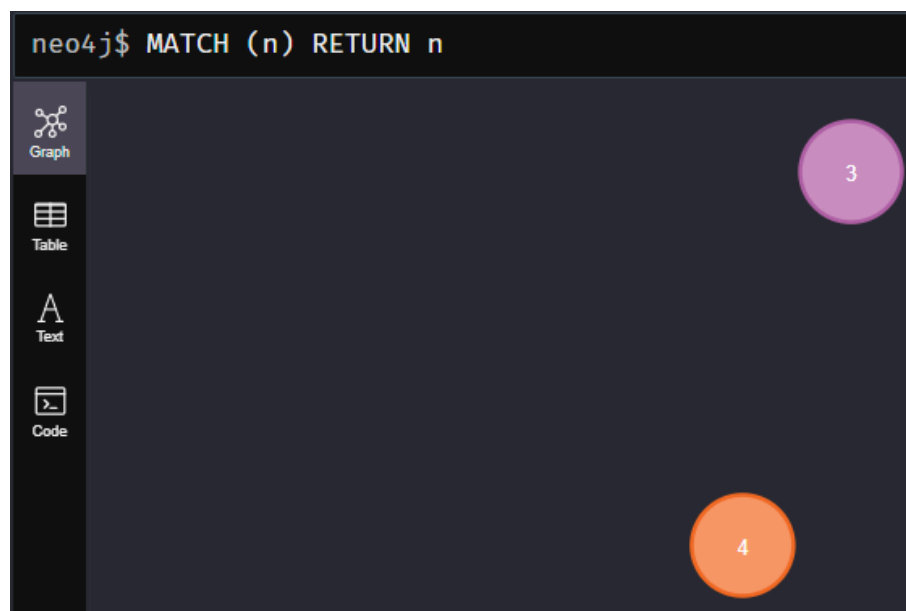 neo4j$ MATCH (n) RETURN n
Graph
3
Table
A
Text
>_
Code
4